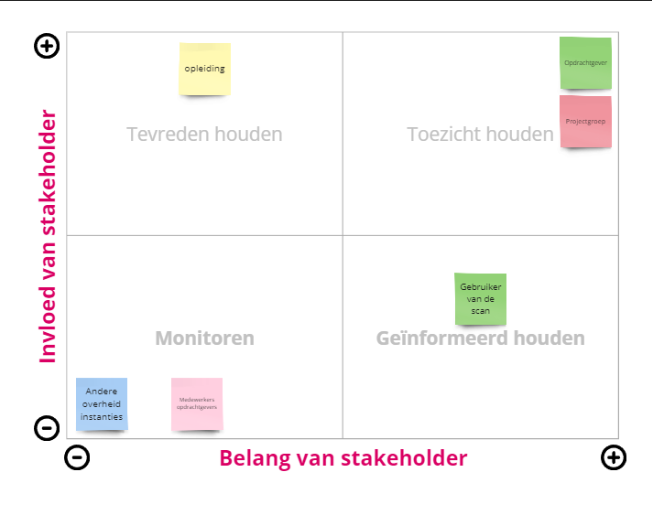 opleiding
Opdrachtgever
Projectgroep
Tevreden houden
Toezicht houden
Invloed van stakeholder
Gebruiker
van de
scan
Monitoren
Geïnformeerd houden
Andere
overheid
instanties
Medewerkers
opdrachtgevers
Belang van stakeholder